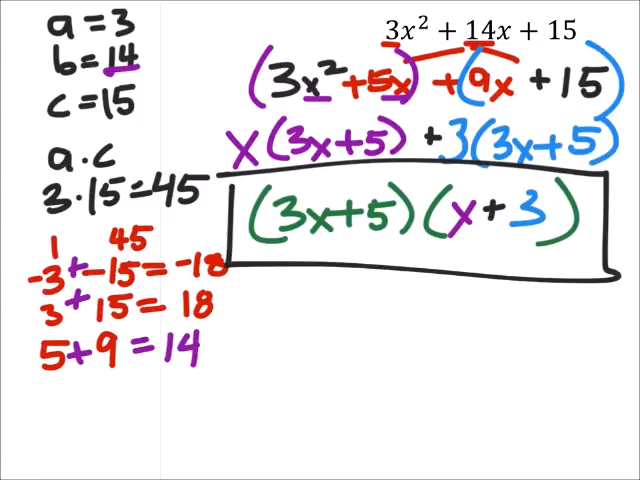 a = 3
b = 14
c = 15
a · c
3 · 15 = 45
1 45
-3 + -15 = -18
3 + 15 = 18
5 + 9 = 14
3x² + 14x + 15
(3x² + 5x) + (9x + 15)
x(3x + 5) + 3(3x + 5)
(3x + 5)(x + 3)